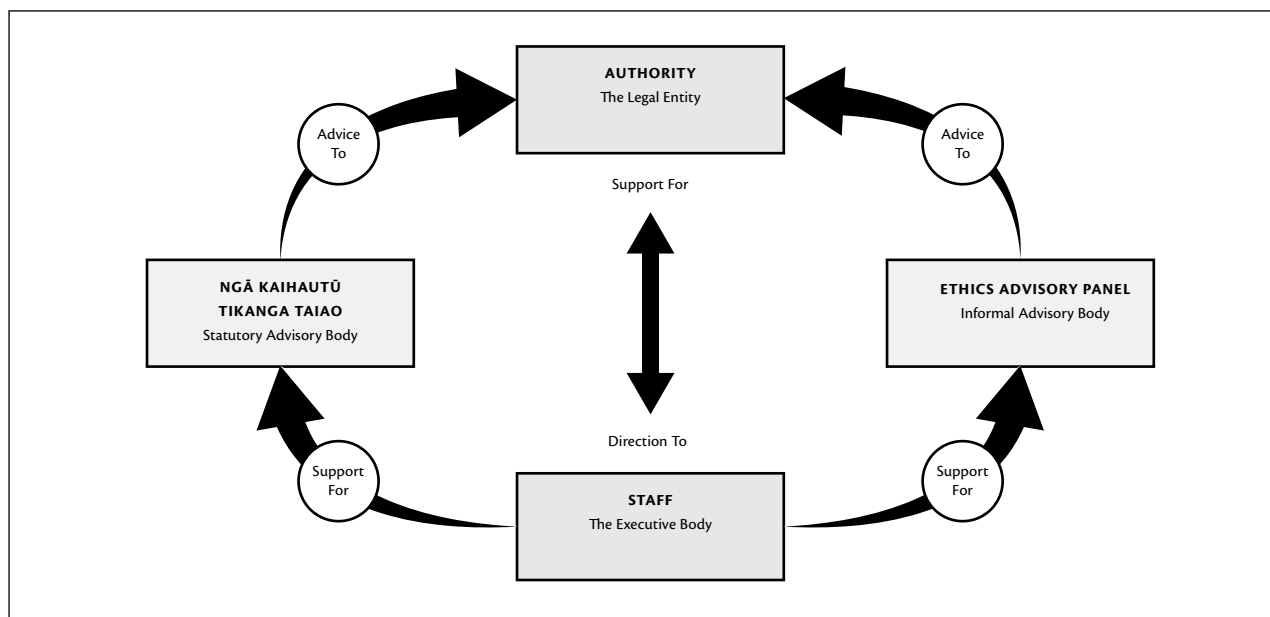 AUTHORITY
The Legal Entity
Advice
To
Advice
To
Support For
NGĀ KAIHAUTŪ
TIKANGA TAIAO
Statutory Advisory Body
ETHICS ADVISORY PANEL
Informal Advisory Body
Direction To
Support
For
Support
For
STAFF
The Executive Body